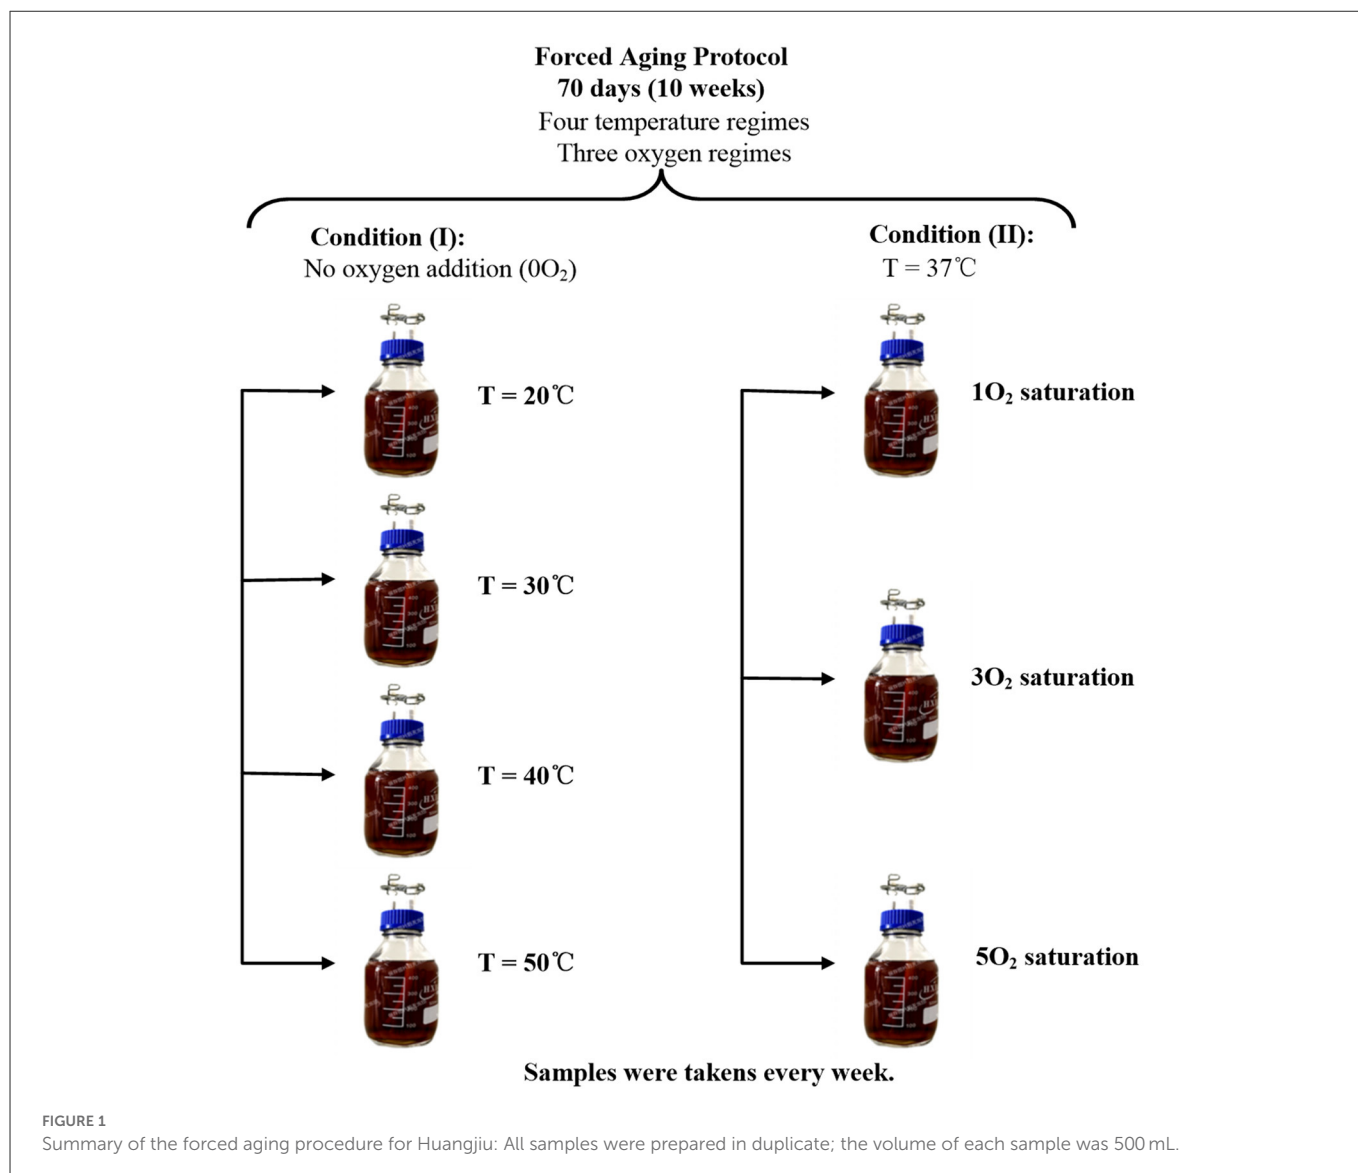 Forced Aging Protocol
70 days (10 weeks)
Four temperature regimes
Three oxygen regimes
Condition (I):
No oxygen addition (0O₂)
T = 20℃
T = 30℃
T = 40℃
T = 50℃
Condition (II):
T = 37℃
1O₂ saturation
3O₂ saturation
5O₂ saturation
Samples were takens every week.
FIGURE 1
Summary of the forced aging procedure for Huangjiu: All samples were prepared in duplicate; the volume of each sample was 500 mL.